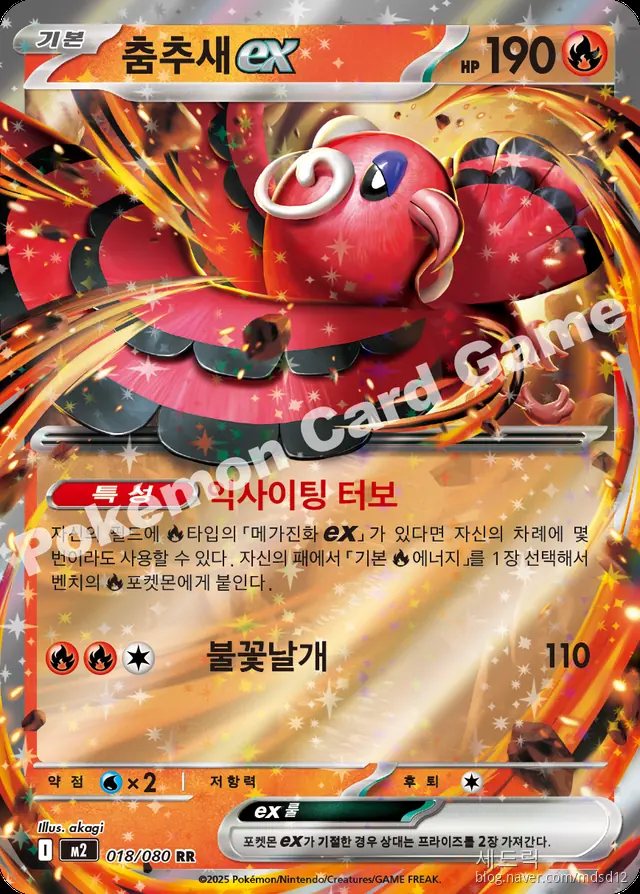 기본 춤추새 ex HP 190
특성 익사이팅 터보
자신의 필드에 타입의 「메가진화 ex」가 있다면 자신의 차례에 몇
번이라도 사용할 수 있다. 자신의 패에서 「기본 에너지」를 1장 선택해서
벤치의 포켓몬에게 붙인다.
불꽃날개 110
약점 ×2 저항력 후퇴
ex 룰
포켓몬 ex가 기절한 경우 상대는 프라이즈를 2장 가져간다.
Illus. akagi
I M2 018/080 RR
©2025 Pokémon/Nintendo/Creatures/GAME FREAK.
Pokémon Card Game
세드릭
blog.naver.com/mdsd12